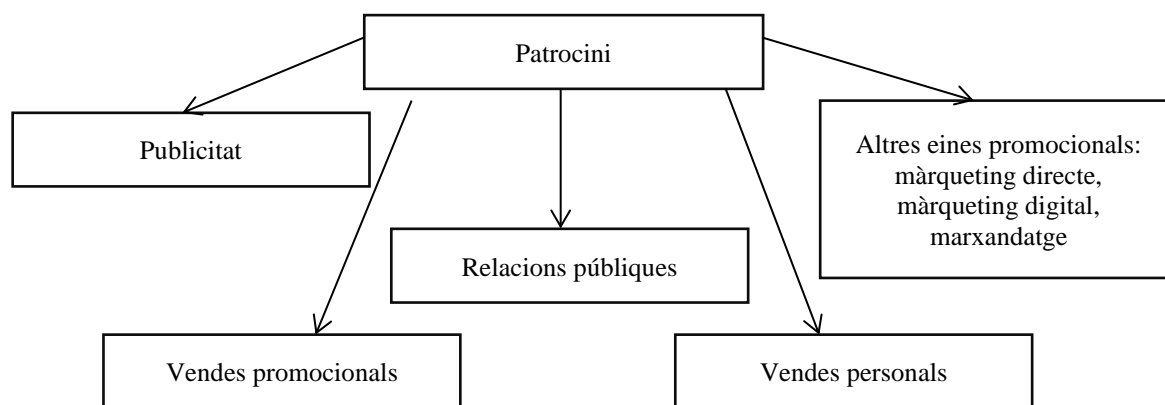 Patrocini
Publicitat
Altres eines promocionals:
màrqueting directe,
màrqueting digital,
marxandatge
Relacions públiques
Vendes promocionals
Vendes personals